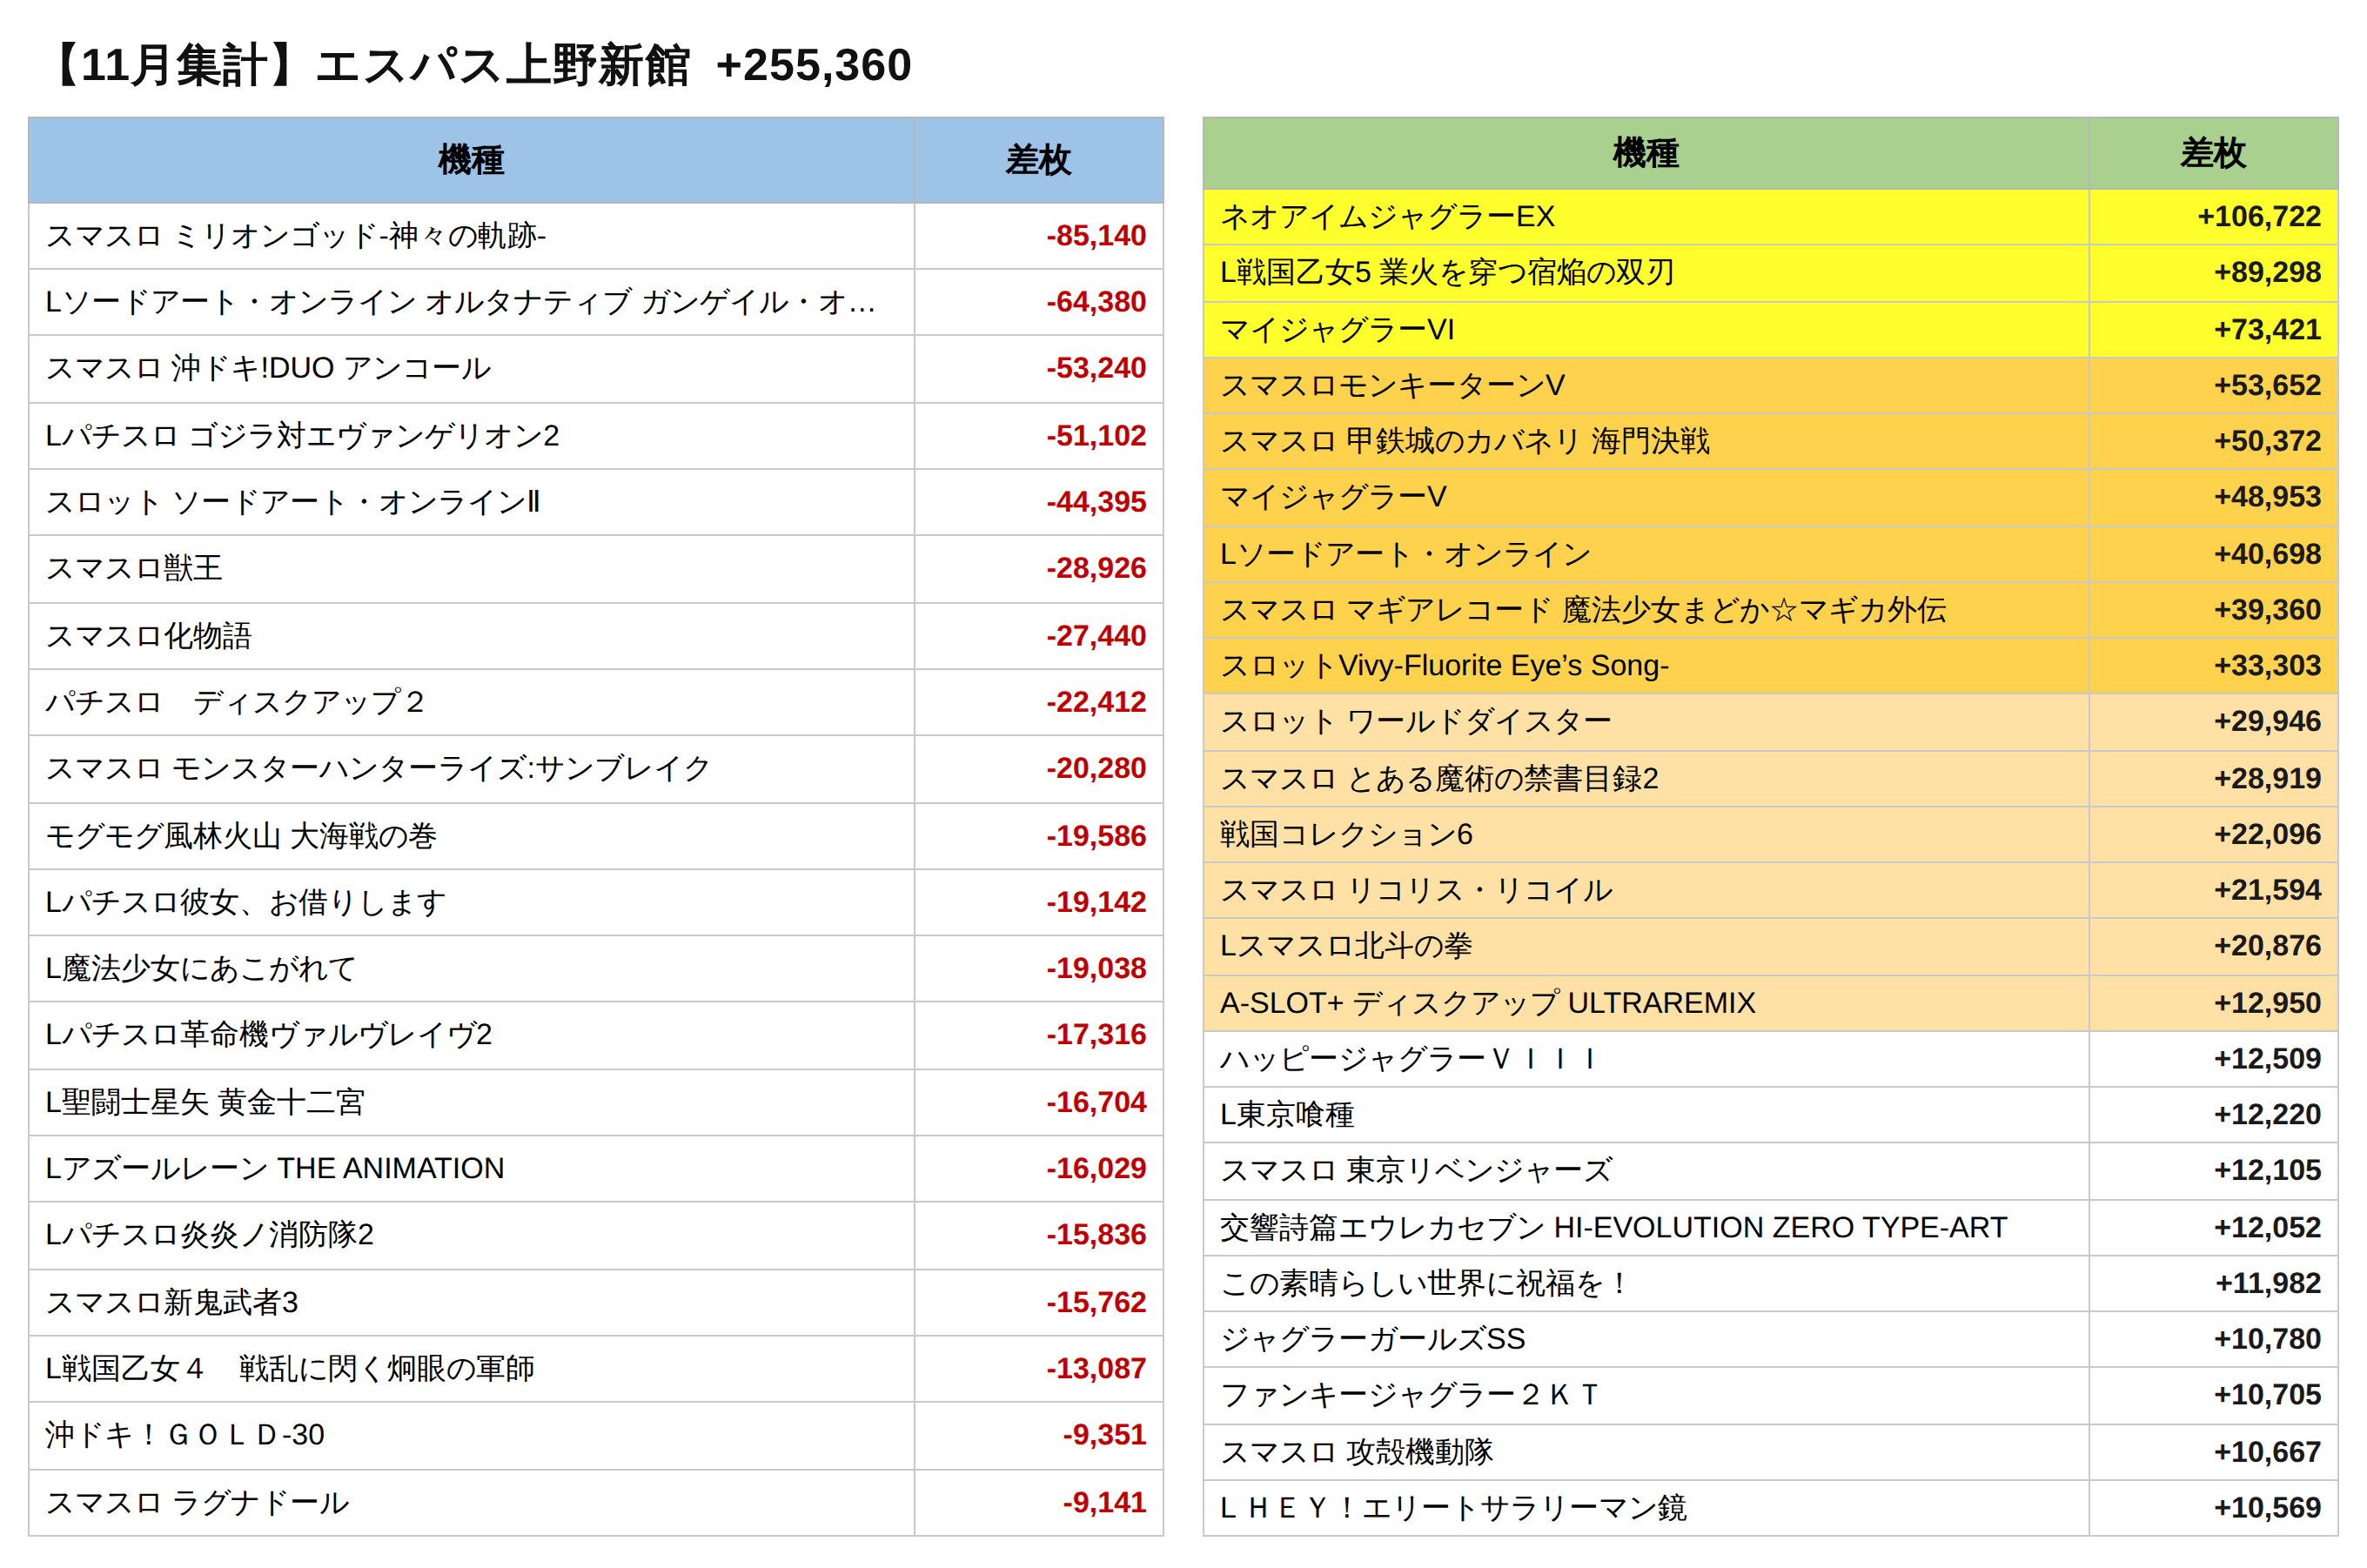 【11月集計】エスパス上野新館 +255,360
機種 差枚
スマスロ ミリオンゴッド-神々の軌跡- -85,140
Lソードアート・オンライン オルタナティブ ガンゲイル・オ… -64,380
スマスロ 沖ドキ!DUO アンコール -53,240
Lパチスロ ゴジラ対エヴァンゲリオン2 -51,102
スロット ソードアート・オンラインⅡ -44,395
スマスロ獣王 -28,926
スマスロ化物語 -27,440
パチスロ　ディスクアップ２ -22,412
スマスロ モンスターハンターライズ:サンブレイク -20,280
モグモグ風林火山 大海戦の巻 -19,586
Lパチスロ彼女、お借りします -19,142
L魔法少女にあこがれて -19,038
Lパチスロ革命機ヴァルヴレイヴ2 -17,316
L聖闘士星矢 黄金十二宮 -16,704
Lアズールレーン THE ANIMATION -16,029
Lパチスロ炎炎ノ消防隊2 -15,836
スマスロ新鬼武者3 -15,762
L戦国乙女４　戦乱に閃く炯眼の軍師 -13,087
沖ドキ！ＧＯＬＤ-30 -9,351
スマスロ ラグナドール -9,141
機種 差枚
ネオアイムジャグラーEX +106,722
L戦国乙女5 業火を穿つ宿焔の双刃 +89,298
マイジャグラーVI +73,421
スマスロモンキーターンV +53,652
スマスロ 甲鉄城のカバネリ 海門決戦 +50,372
マイジャグラーV +48,953
Lソードアート・オンライン +40,698
スマスロ マギアレコード 魔法少女まどか☆マギカ外伝 +39,360
スロットVivy-Fluorite Eye’s Song- +33,303
スロット ワールドダイスター +29,946
スマスロ とある魔術の禁書目録2 +28,919
戦国コレクション6 +22,096
スマスロ リコリス・リコイル +21,594
Lスマスロ北斗の拳 +20,876
A-SLOT+ ディスクアップ ULTRAREMIX +12,950
ハッピージャグラーＶＩＩＩ +12,509
L東京喰種 +12,220
スマスロ 東京リベンジャーズ +12,105
交響詩篇エウレカセブン HI-EVOLUTION ZERO TYPE-ART +12,052
この素晴らしい世界に祝福を！ +11,982
ジャグラーガールズSS +10,780
ファンキージャグラー２ＫＴ +10,705
スマスロ 攻殻機動隊 +10,667
LＨＥＹ！エリートサラリーマン鏡 +10,569